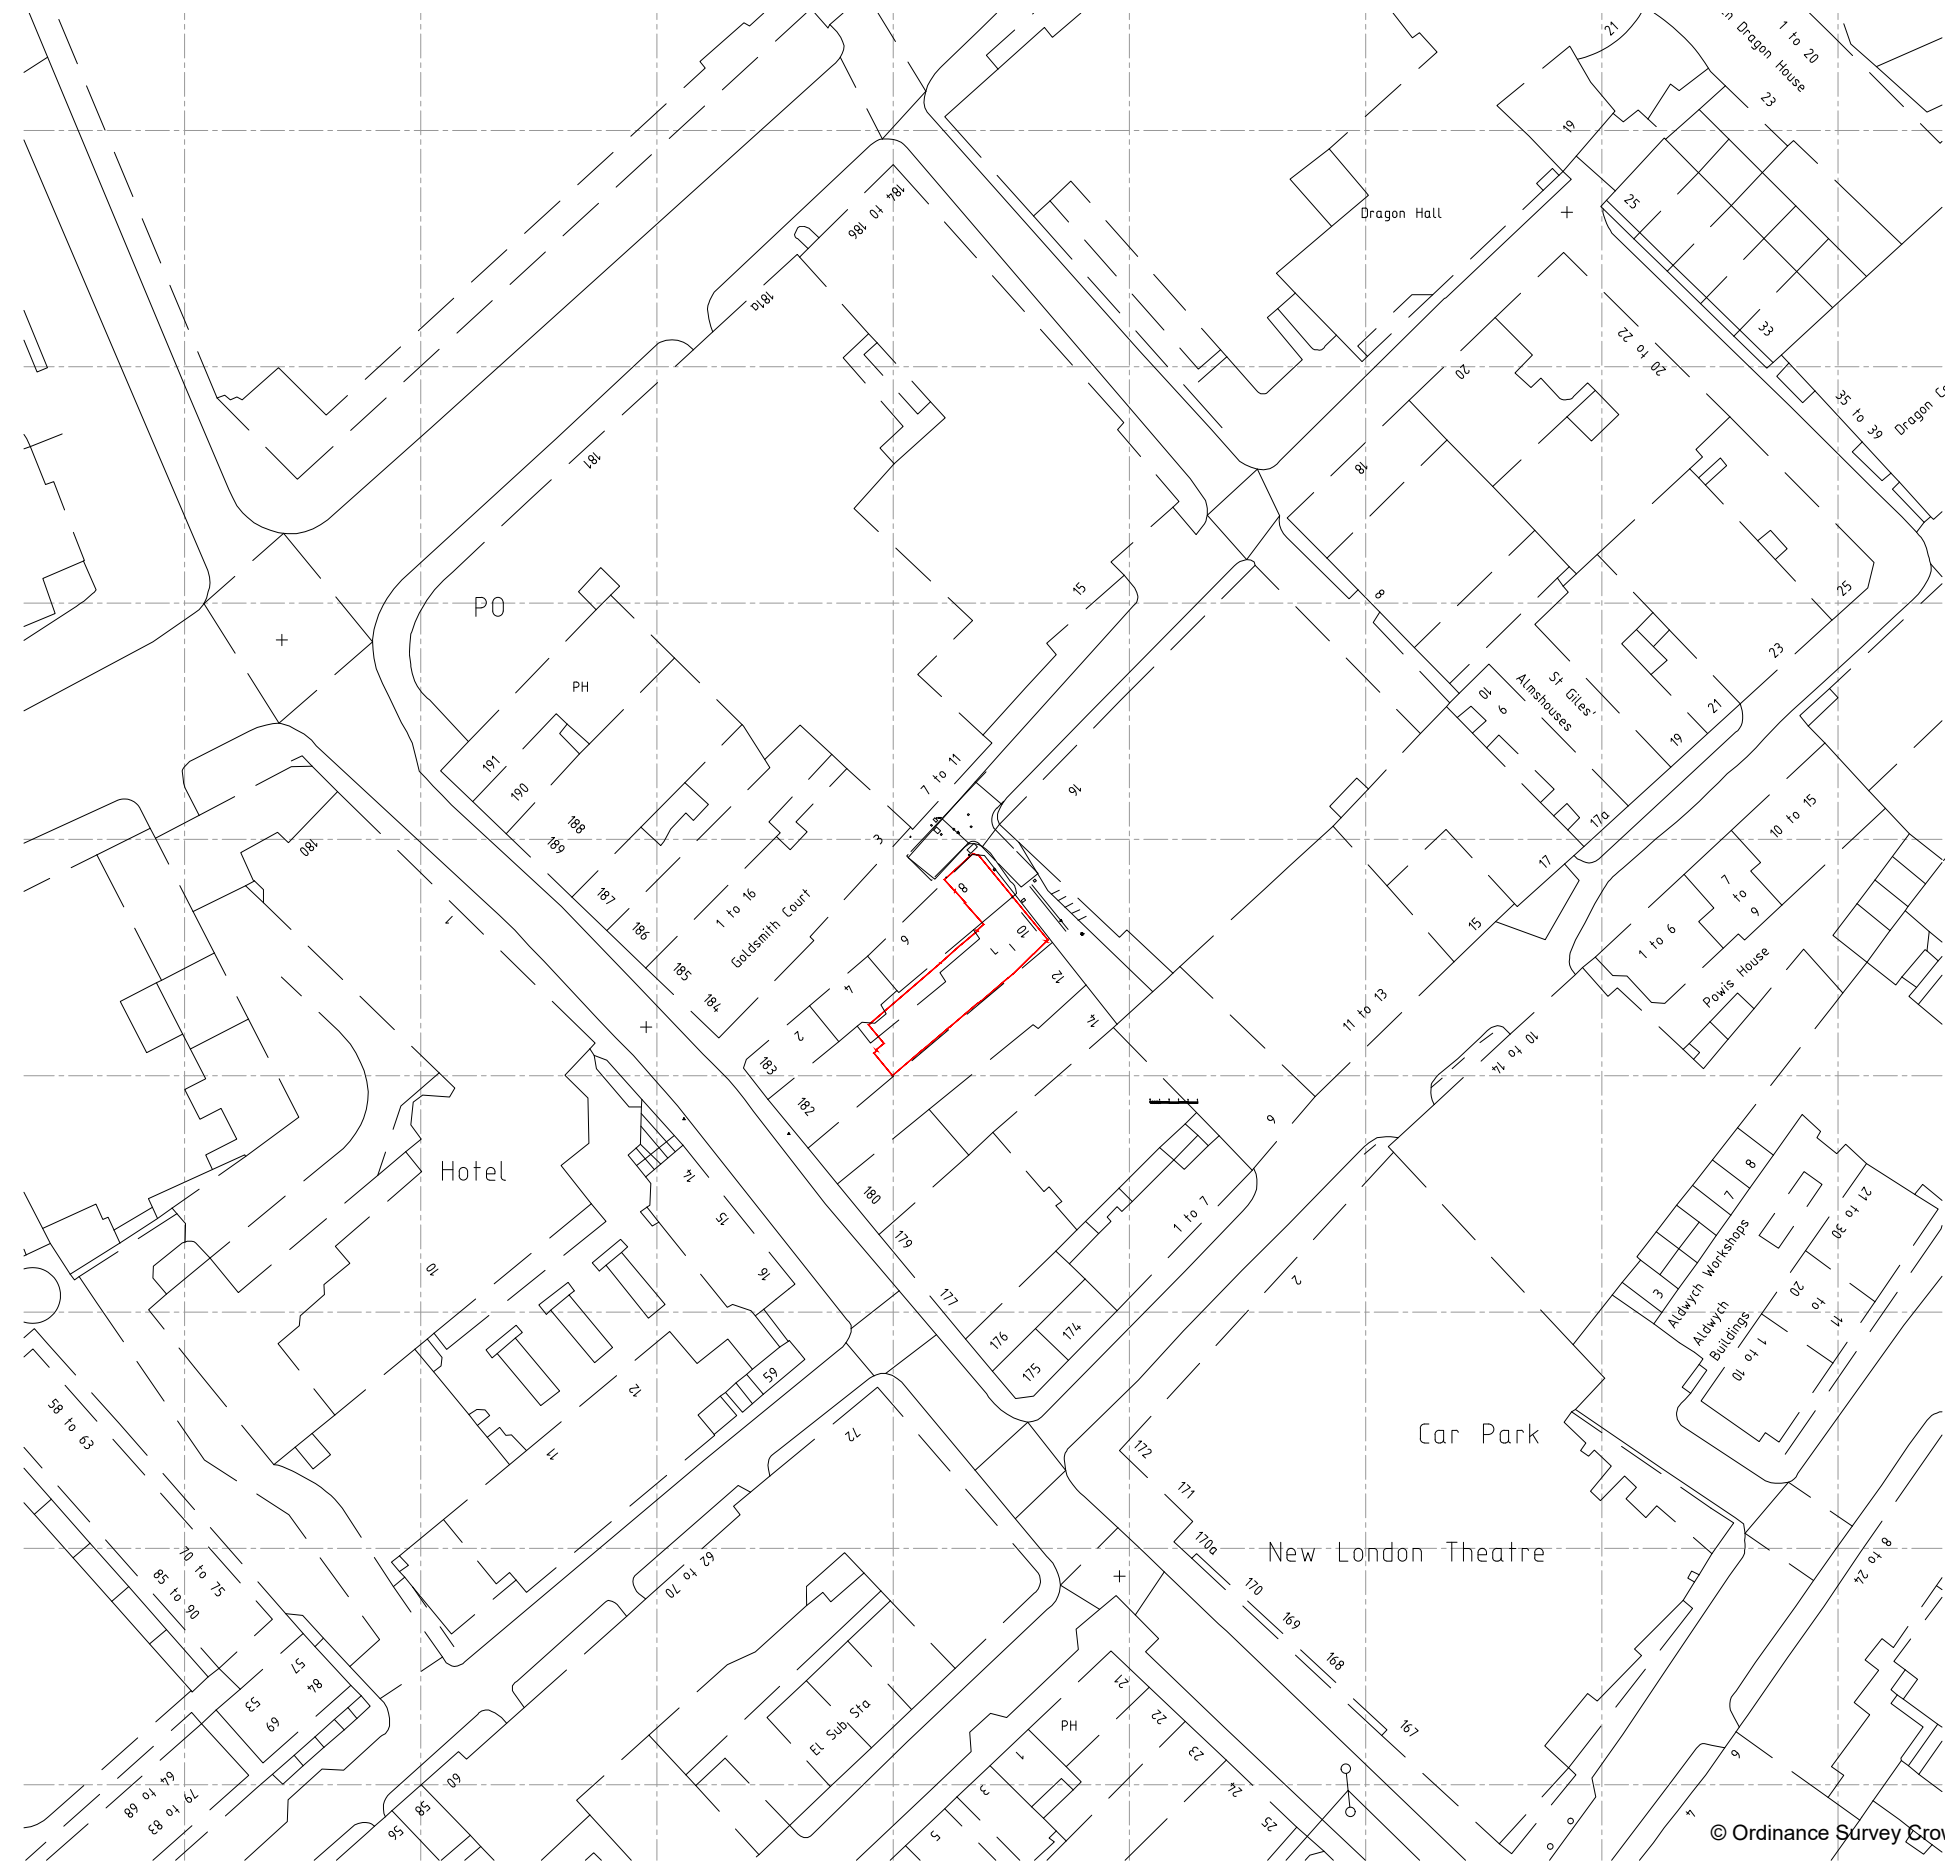 21
1 to 20
Dragon House
23
19
184 to 186
Dragon Hall
25
181a
33
20 to 22
20
35 to 39
181
18
15
25
8
PO
23
PH
St Giles'
Almshouses
10
9
21
191
190
7 to 11
16
19
188
189
3
17a
10 to 15
180
17
187
1 to 16
Goldsmith Court
8
7
to
9
1
186
6
10
15
1 to 6
185
12
Powis House
184
4
2
14
11 to 13
183
10 to 14
182
9
Hotel
14
180
8
7
15
1 to 7
21 to 30
179
10
16
177
2
3
Aldwych Workshops
20
to
11
176
174
Aldwych
Buildings
1 to 10
175
59
12
58 to 63
72
172
Car Park
11
171
70 to 75
85 to 90
170a
New London Theatre
62 to 70
8 to 24
170
169
57
84
168
53
69
El Sub Sta
21
22
PH
167
23
1
6
64 to 68
79 to 83
60
58
3
24
56
5
25
4
© Ordinance Survey Crow